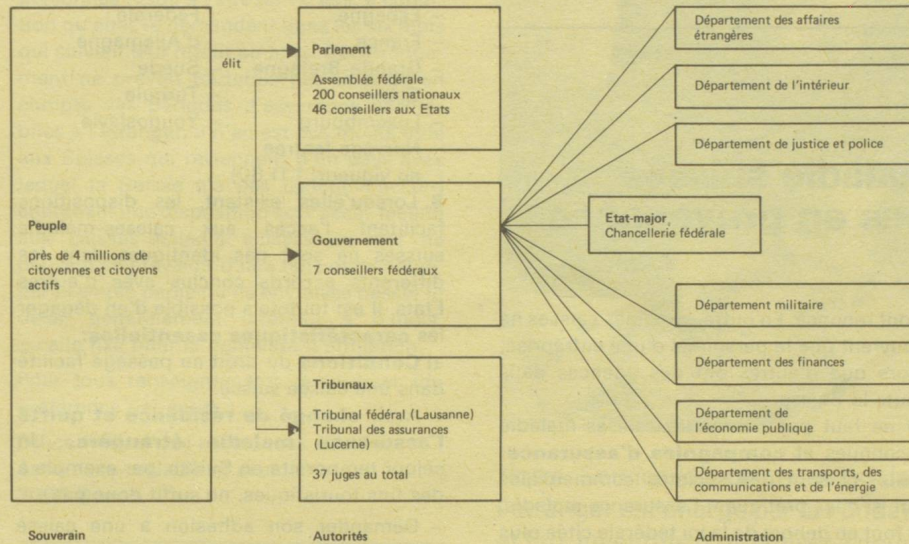 Peuple
près de 4 millions de
citoyennes et citoyens
actifs
Souverain
élit
Parlement
Assemblée fédérale
200 conseillers nationaux
46 conseillers aux Etats
Gouvernement
7 conseillers fédéraux
Tribunaux
Tribunal fédéral (Lausanne)
Tribunal des assurances
(Lucerne)
37 juges au total
Autorités
Département des affaires
étrangères
Département de l'intérieur
Département de justice et police
Etat-major
Chancellerie fédérale
Département militaire
Département des finances
Département de
l'économie publique
Département des transports, des
communications et de l'énergie
Administration